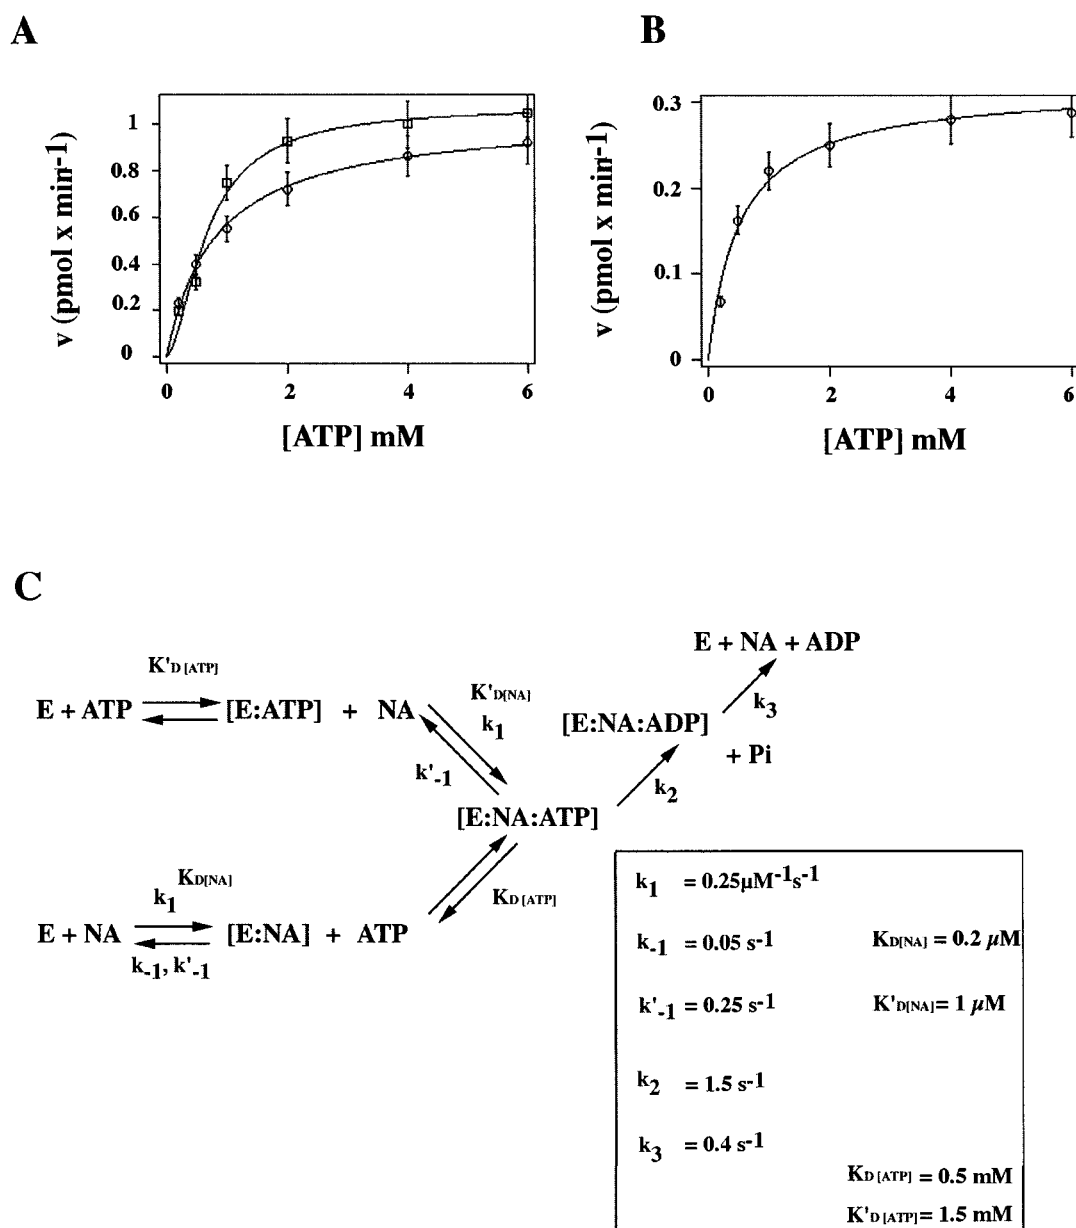 A
v (pmol x min-1)
1
0.8
0.6
0.4
0.2
0
0 2 4 6
[ATP] mM
B
v (pmol x min-1)
0.3
0.2
0.1
0
0 2 4 6
[ATP] mM
C
E + NA + ADP
k3
K'D [ATP]
E + ATP [E:ATP] + NA
K'D[NA]
k1
k'-1
[E:NA:ADP]
+ Pi
k2
[E:NA:ATP]
KD[NA]
k1
KD [ATP]
E + NA [E:NA] + ATP
k-1, k'-1
k1 = 0.25µM-1s-1
k-1 = 0.05 s-1 KD[NA] = 0.2 µM
k'-1 = 0.25 s-1 K'D[NA]= 1 µM
k2 = 1.5 s-1
k3 = 0.4 s-1
KD [ATP] = 0.5 mM
K'D [ATP] = 1.5 mM